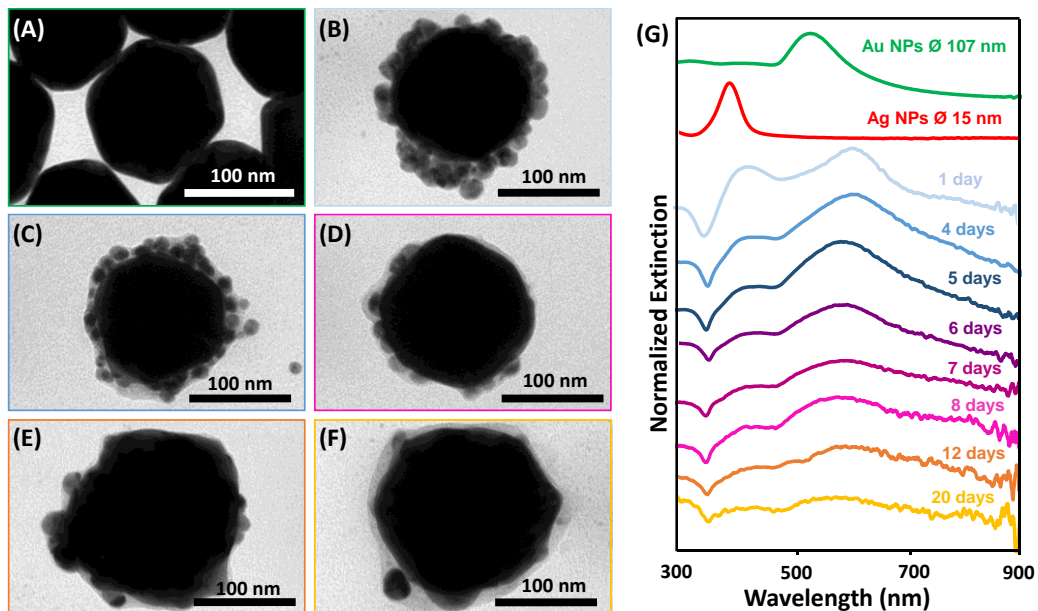 (A)
100 nm
(B)
100 nm
(C)
100 nm
(D)
100 nm
(E)
100 nm
(F)
100 nm
(G)
Au NPs Ø 107 nm
Ag NPs Ø 15 nm
1 day
4 days
5 days
6 days
7 days
8 days
12 days
20 days
Normalized Extinction
300 500 700 900
Wavelength (nm)